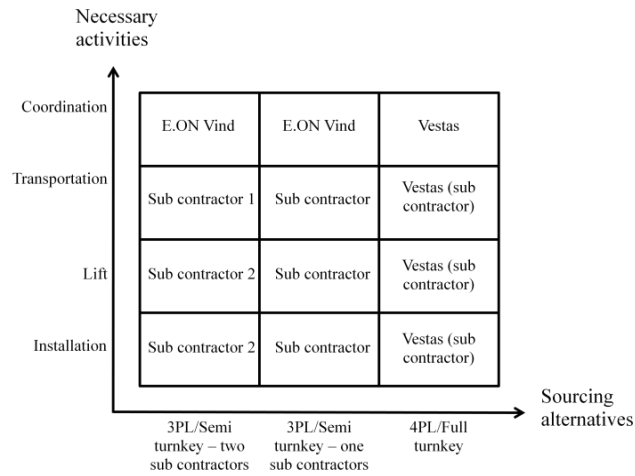 Necessary
activities
Coordination
E.ON Vind
E.ON Vind
Vestas
Transportation
Sub contractor 1
Sub contractor
Vestas (sub
contractor)
Lift
Sub contractor 2
Sub contractor
Vestas (sub
contractor)
Installation
Sub contractor 2
Sub contractor
Vestas (sub
contractor)
Sourcing
alternatives
3PL/Semi
turnkey – two
sub contractors
3PL/Semi
turnkey – one
sub contractors
4PL/Full
turnkey